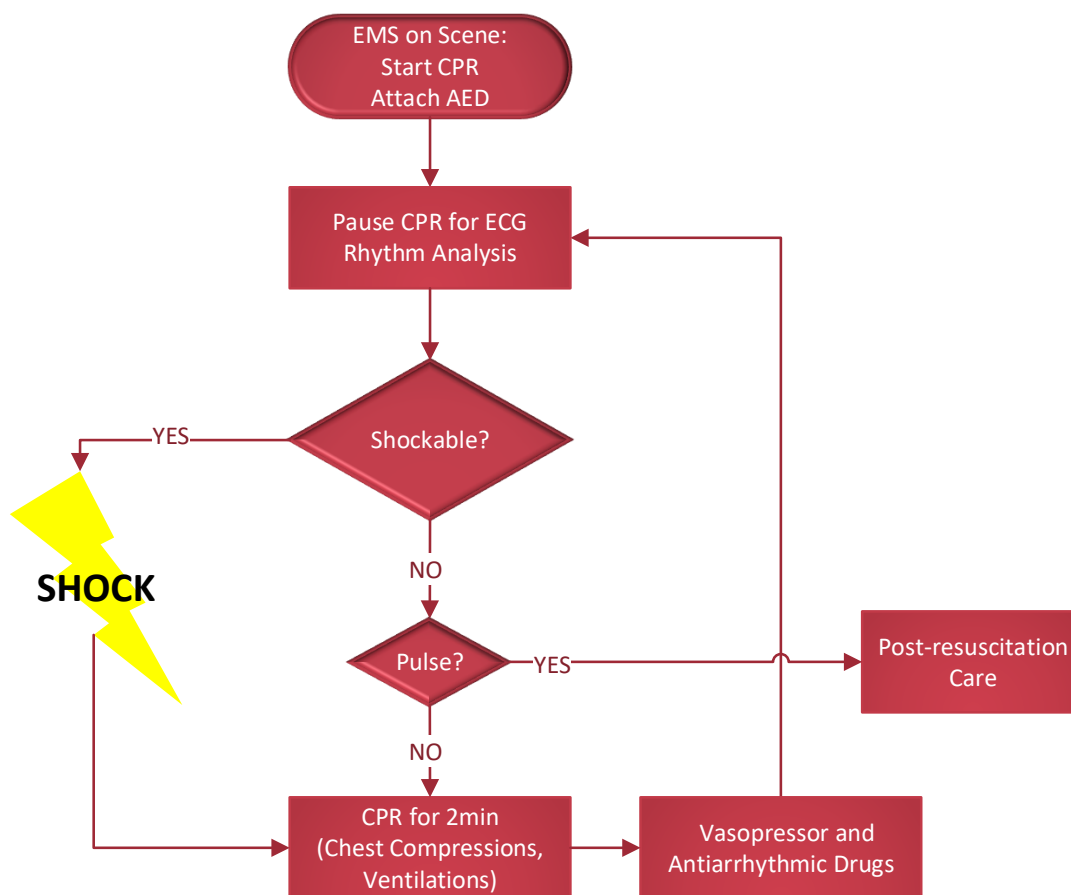 EMS on Scene:
Start CPR
Attach AED
Pause CPR for ECG
Rhythm Analysis
Shockable?
YES
SHOCK
NO
Pulse?
YES
Post-resuscitation
Care
NO
CPR for 2min
(Chest Compressions,
Ventilations)
Vasopressor and
Antiarrhythmic Drugs